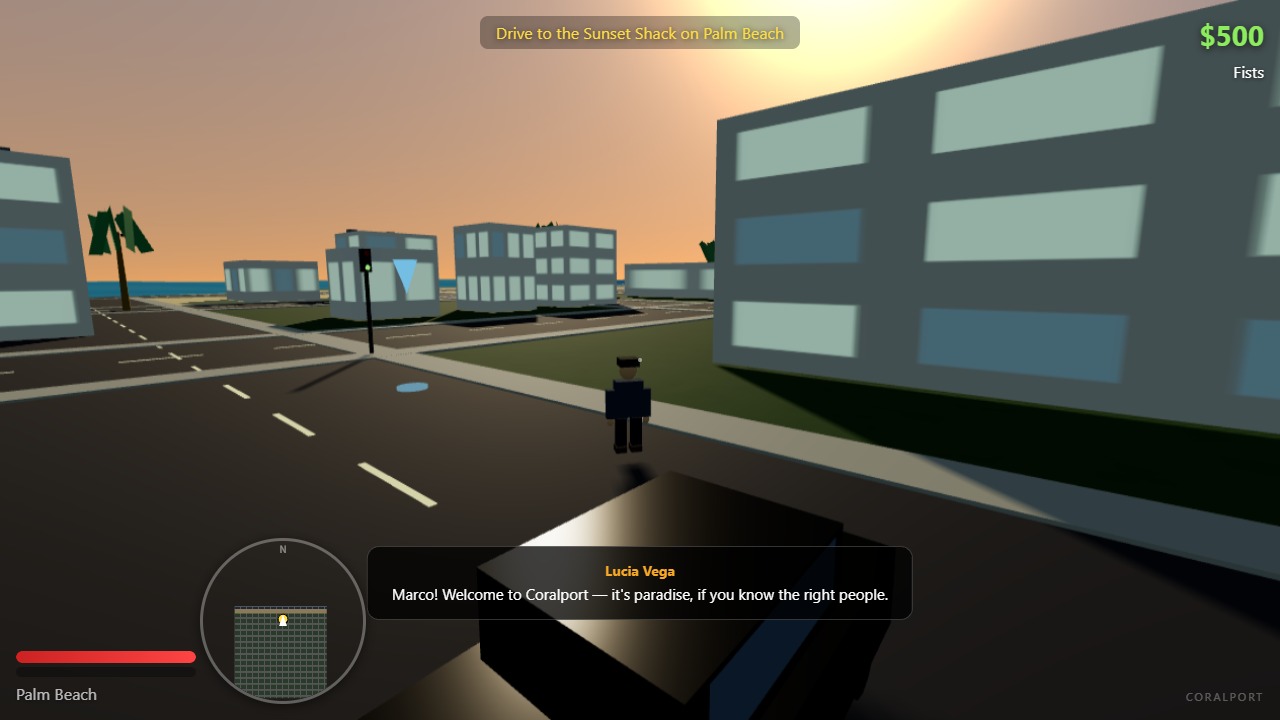 Drive to the Sunset Shack on Palm Beach
$500
Fists
Lucia Vega
Marco! Welcome to Coralport — it's paradise, if you know the right people.
N
Palm Beach
CORALPORT